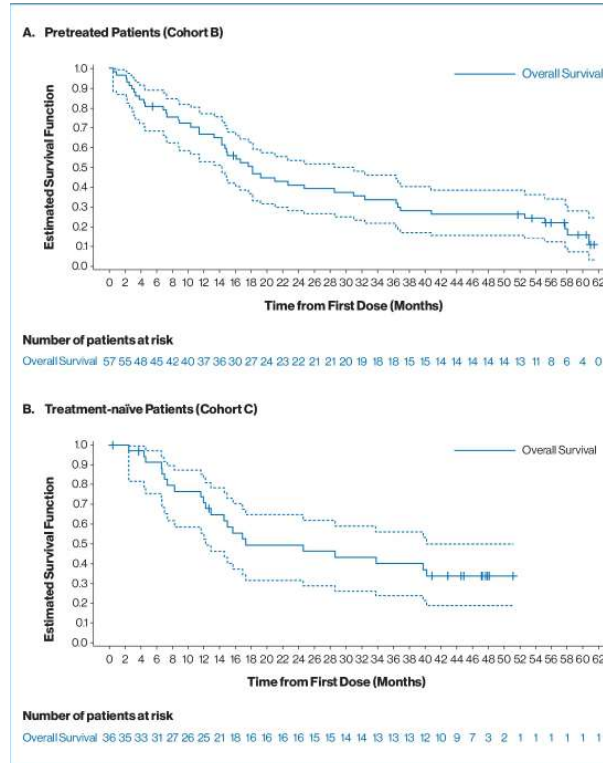 A. Pretreated Patients (Cohort B)
Estimated Survival Function
1.0
0.9
0.8
0.7
0.6
0.5
0.4
0.3
0.2
0.1
0.0
Overall Survival
0 2 4 6 8 10 12 14 16 18 20 22 24 26 28 30 32 34 36 38 40 42 44 46 48 50 52 54 56 58 60 62
Time from First Dose (Months)
Number of patients at risk
Overall Survival 57 55 48 45 42 40 37 36 30 27 24 23 22 21 21 20 19 18 18 15 15 14 14 14 14 14 13 11 8 6 4 0
B. Treatment-naïve Patients (Cohort C)
Estimated Survival Function
1.0
0.9
0.8
0.7
0.6
0.5
0.4
0.3
0.2
0.1
0.0
Overall Survival
0 2 4 6 8 10 12 14 16 18 20 22 24 26 28 30 32 34 36 38 40 42 44 46 48 50 52 54 56 58 60 62
Time from First Dose (Months)
Number of patients at risk
Overall Survival 36 35 33 31 27 26 25 21 18 16 16 16 16 15 15 14 14 13 13 13 12 10 9 7 3 2 1 1 1 1 1 1